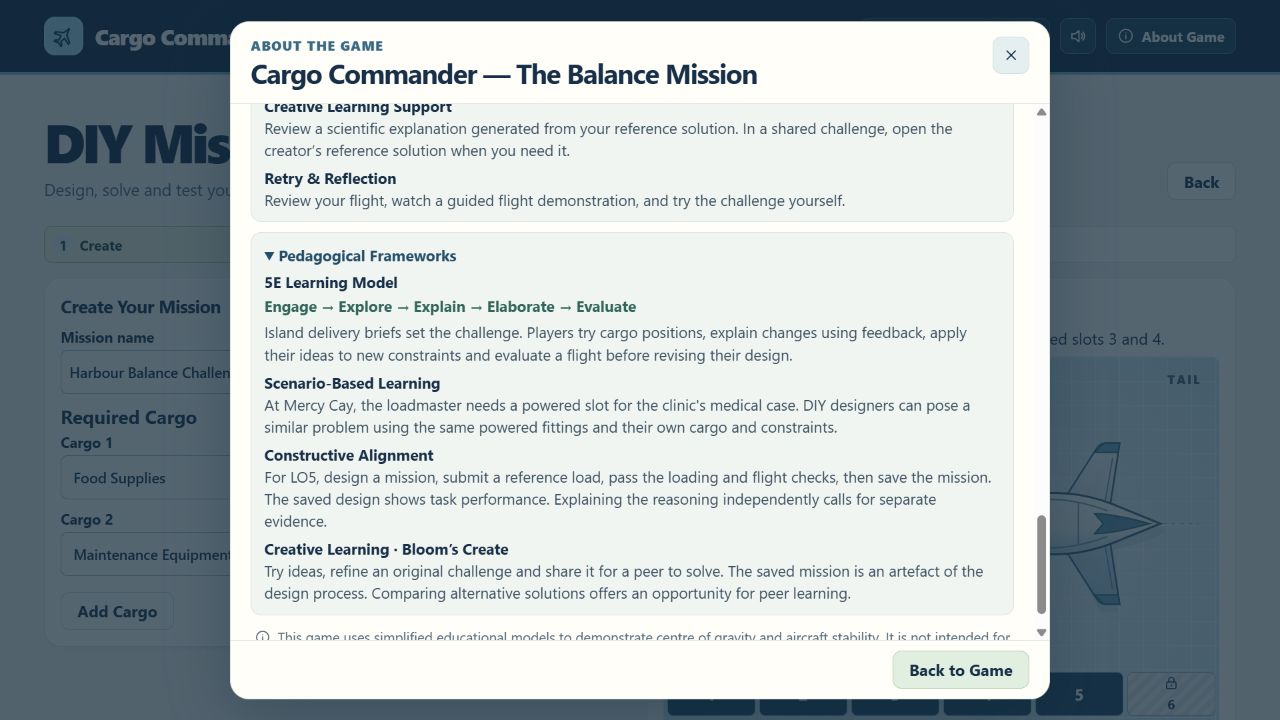 Cargo Comma
About Game
DIY Mis
Design, solve and test you
Back
1 Create
Create Your Mission
Mission name
Harbour Balance Challen
Required Cargo
Cargo 1
Food Supplies
Cargo 2
Maintenance Equipment
Add Cargo
ed slots 3 and 4.
TAIL
5
6
ABOUT THE GAME
Cargo Commander — The Balance Mission
Creative Learning Support
Review a scientific explanation generated from your reference solution. In a shared challenge, open the
creator’s reference solution when you need it.
Retry & Reflection
Review your flight, watch a guided flight demonstration, and try the challenge yourself.
▼ Pedagogical Frameworks
5E Learning Model
Engage → Explore → Explain → Elaborate → Evaluate
Island delivery briefs set the challenge. Players try cargo positions, explain changes using feedback, apply
their ideas to new constraints and evaluate a flight before revising their design.
Scenario-Based Learning
At Mercy Cay, the loadmaster needs a powered slot for the clinic's medical case. DIY designers can pose a
similar problem using the same powered fittings and their own cargo and constraints.
Constructive Alignment
For LO5, design a mission, submit a reference load, pass the loading and flight checks, then save the mission.
The saved design shows task performance. Explaining the reasoning independently calls for separate
evidence.
Creative Learning · Bloom’s Create
Try ideas, refine an original challenge and share it for a peer to solve. The saved mission is an artefact of the
design process. Comparing alternative solutions offers an opportunity for peer learning.
This game uses simplified educational models to demonstrate centre of gravity and aircraft stability. It is not intended for
Back to Game